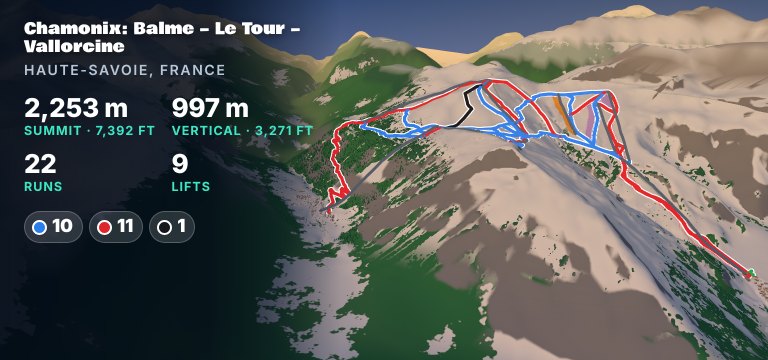 Chamonix: Balme – Le Tour –
Vallorcine
HAUTE-SAVOIE, FRANCE
2,253 m
SUMMIT · 7,392 FT
997 m
VERTICAL · 3,271 FT
22
RUNS
9
LIFTS
10
11
1